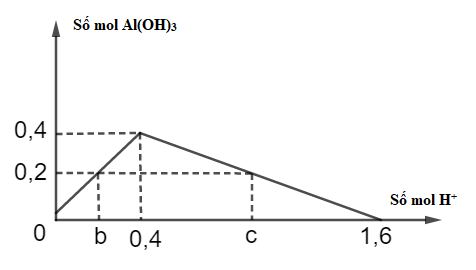 Số mol Al(OH)₃
0,4
0,2
Số mol H⁺
0
b
0,4
c
1,6